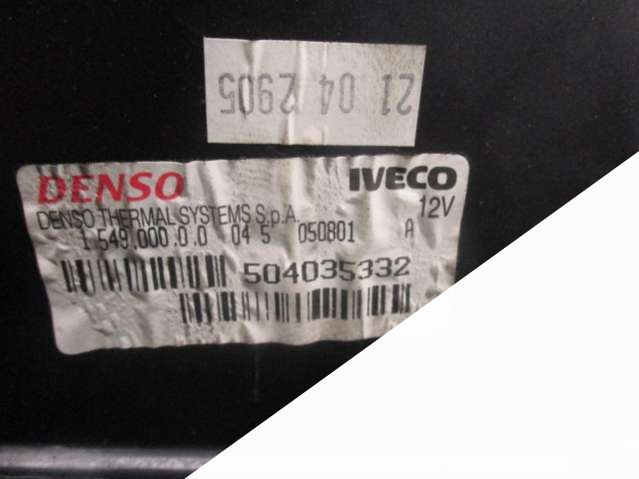 21 04 2905
DENSO
IVECO
DENSO THERMAL SYSTEMS S.p.A.
12V
1.549.000.0.0 04 5 050801 A
504035332